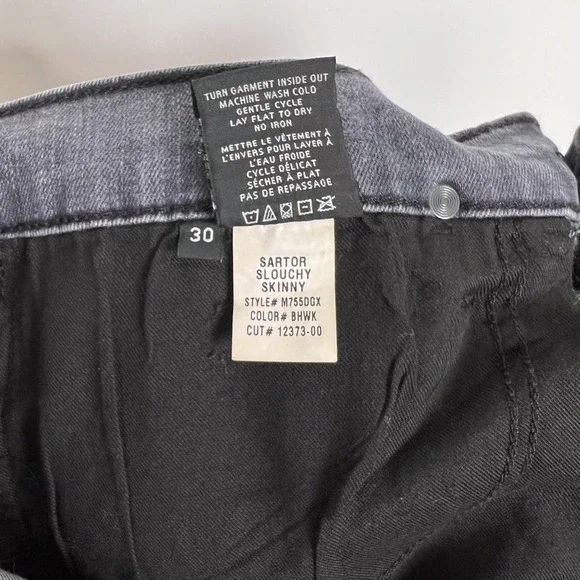 TURN GARMENT INSIDE OUT
MACHINE WASH COLD
GENTLE CYCLE
LAY FLAT TO DRY
NO IRON
METTRE LE VÊTEMENT À
L'ENVERS POUR LAVER À
L'EAU FROIDE
CYCLE DÉLICAT
SÉCHER À PLAT
PAS DE REPASSAGE
30
SARTOR
SLOUCHY
SKINNY
STYLE# M755DGX
COLOR# BHWK
CUT# 12373-00